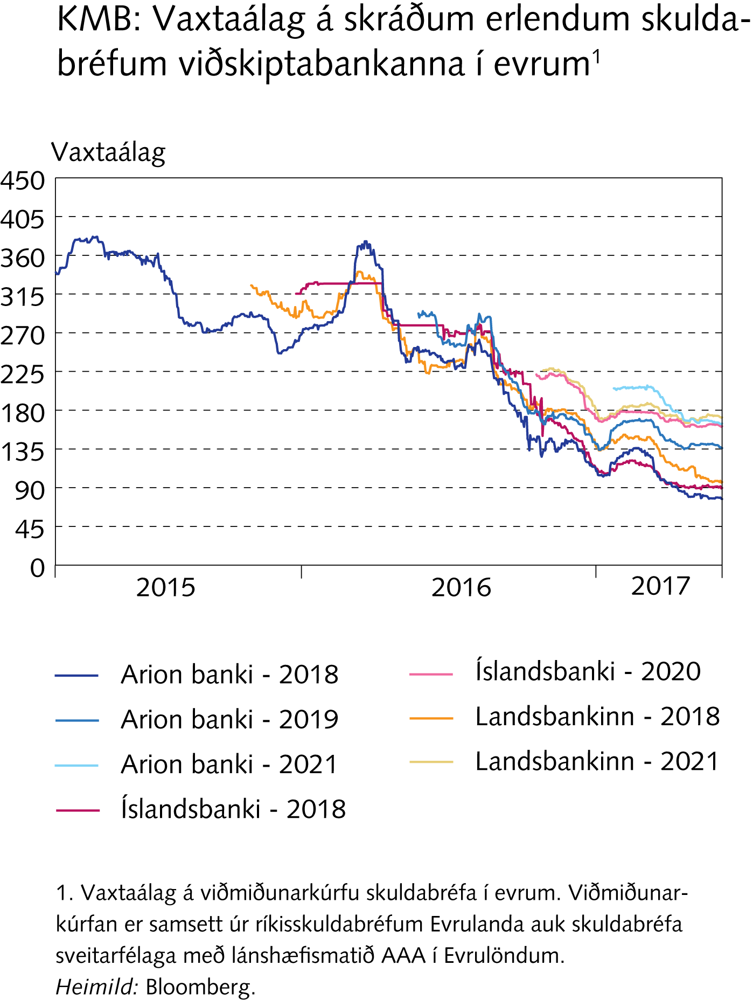 KMB: Vaxtaálag á skráðum erlendum skulda-
bréfum viðskiptabankanna í evrum¹
Vaxtaálag
450
405
360
315
270
225
180
135
90
45
0
2015
2016
2017
Arion banki - 2018
Arion banki - 2019
Arion banki - 2021
Íslandsbanki - 2018
Íslandsbanki - 2020
Landsbankinn - 2018
Landsbankinn - 2021
1. Vaxtaálag á viðmiðunarkúrfu skuldabréfa í evrum. Viðmiðunar-
kúrfan er samsett úr ríkisskuldabréfum Evrulanda auk skuldabréfa
sveitarfélaga með lánshæfismatið AAA í Evrulöndum.
Heimild: Bloomberg.